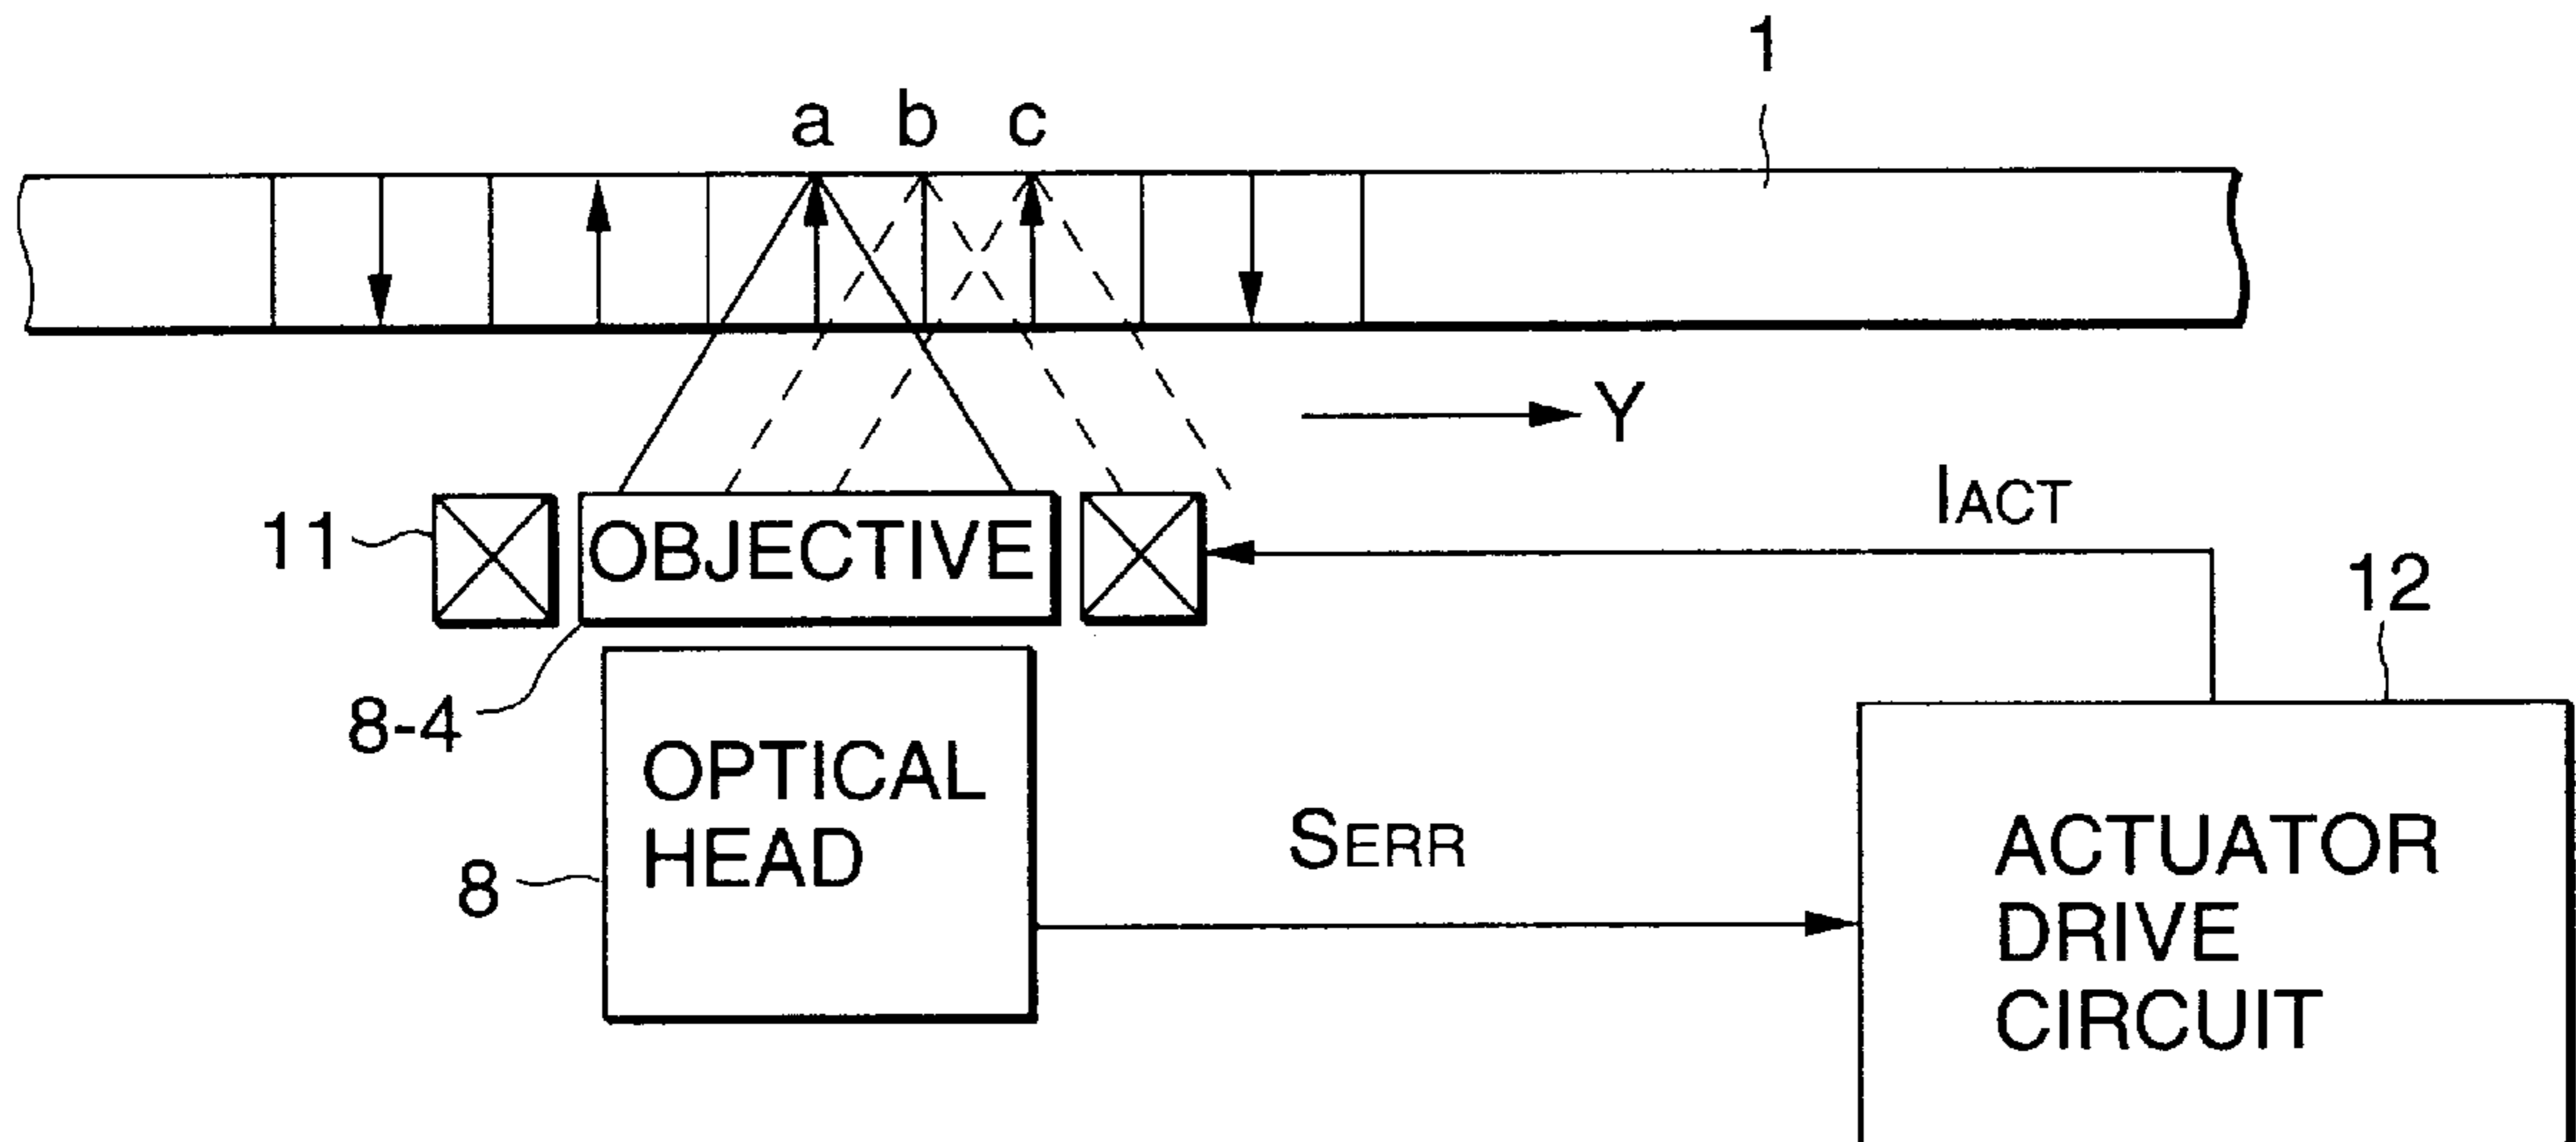 1
a b c
Y
IACT
11
OBJECTIVE
12
8-4
OPTICAL
HEAD
8
SERR
ACTUATOR
DRIVE
CIRCUIT